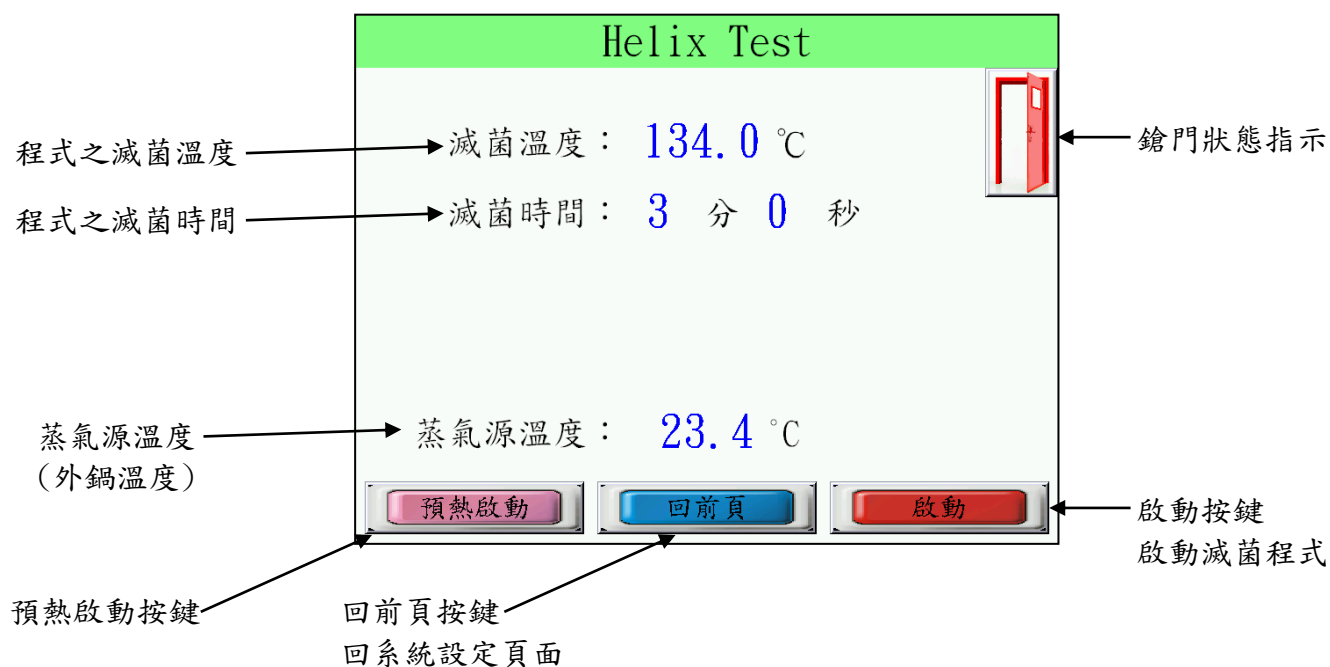 Helix Test
程式之滅菌溫度
滅菌溫度： 134.0 ℃
鎗門狀態指示
程式之滅菌時間
滅菌時間： 3 分 0 秒
蒸氣源溫度
（外鍋溫度）
蒸氣源溫度： 23.4 ℃
預熱啟動
回前頁
啟動
啟動按鍵
啟動滅菌程式
預熱啟動按鍵
回前頁按鍵
回系統設定頁面